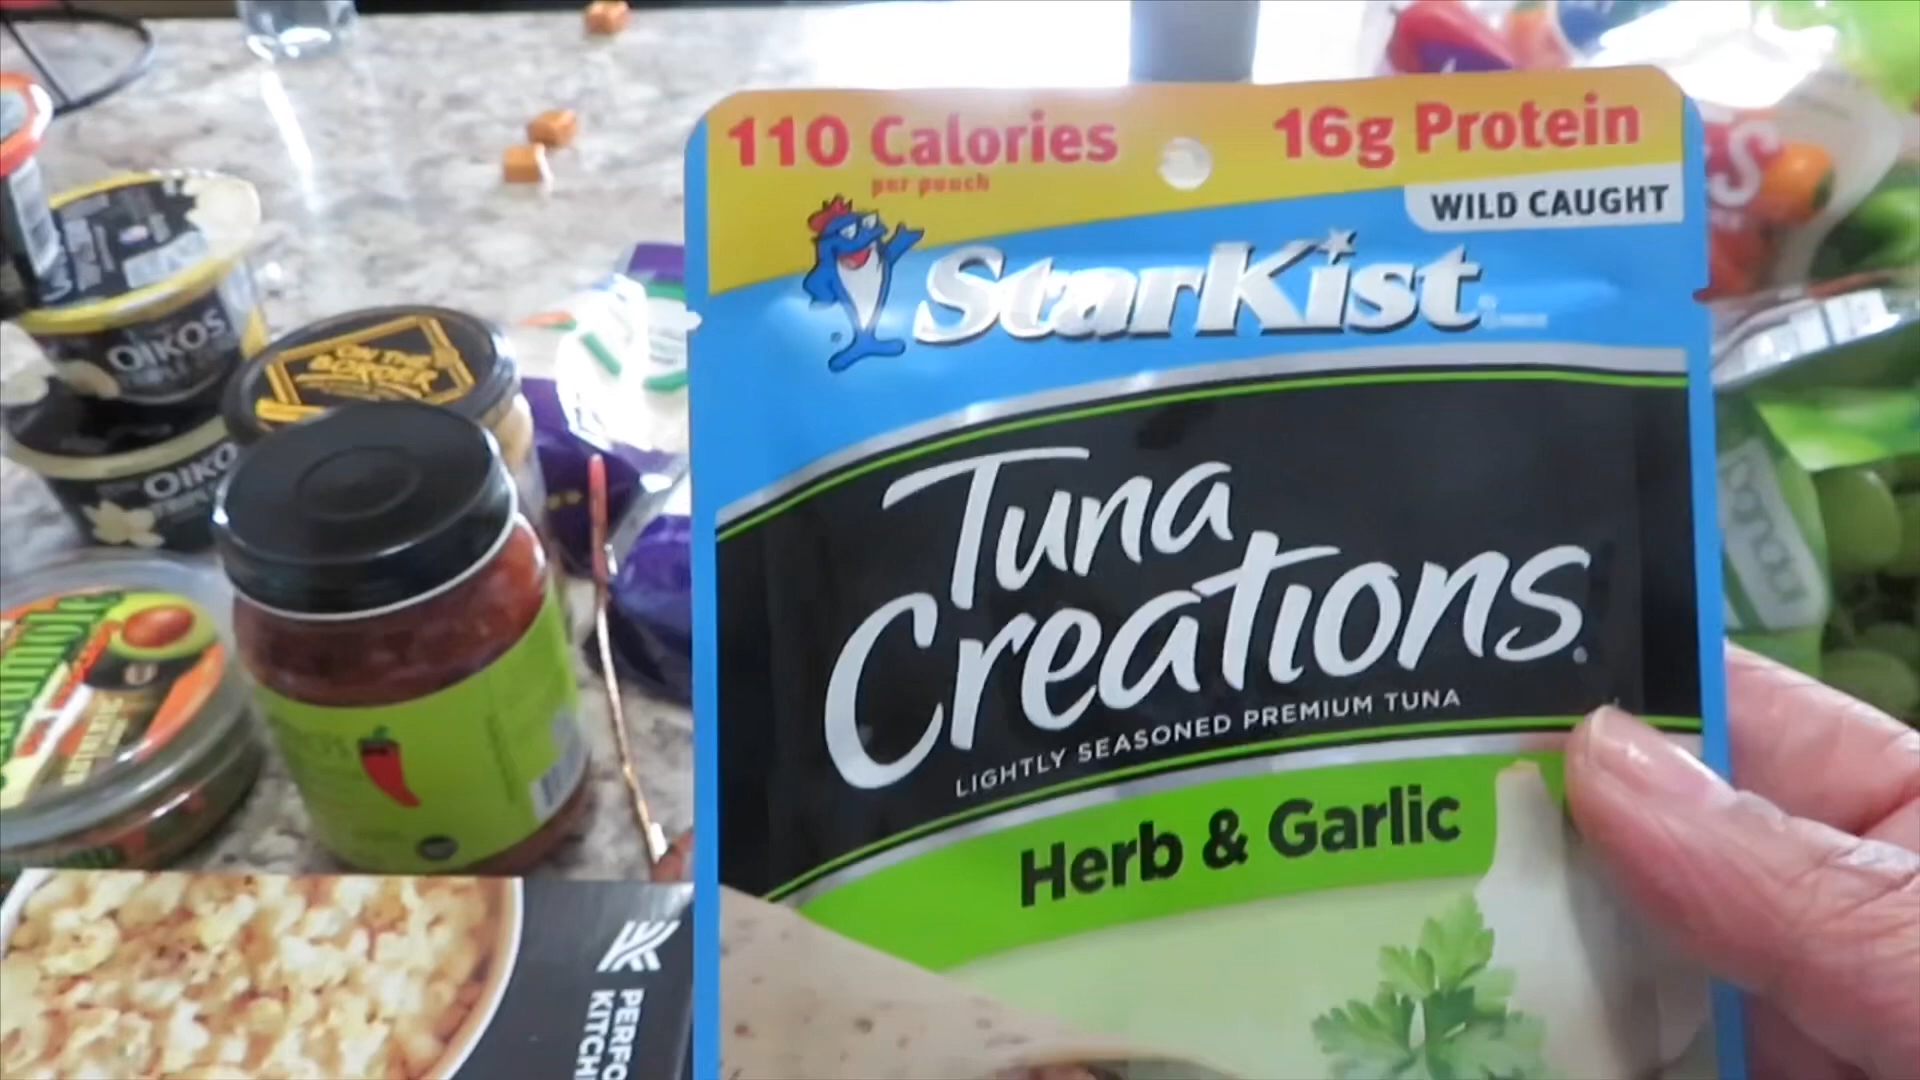 110 Calories
per pouch
16g Protein
WILD CAUGHT
StarKist
Tuna
Creations
LIGHTLY SEASONED PREMIUM TUNA
Herb & Garlic
OIKOS
OIKO
ON THE
BORDER
PERFO
KITCH